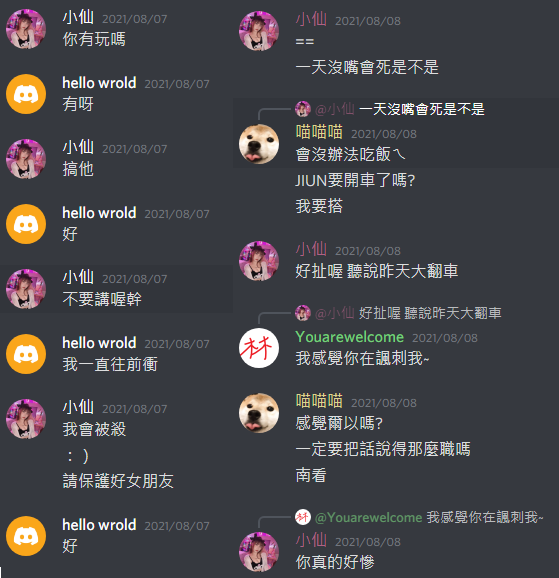 小仙 2021/08/07
你有玩嗎
hello wrold 2021/08/07
有呀
小仙 2021/08/07
搞他
hello wrold 2021/08/07
好
小仙 2021/08/07
不要講喔幹
hello wrold 2021/08/07
我一直往前衝
小仙 2021/08/07
我會被殺
：）
請保護好女朋友
hello wrold 2021/08/07
好
小仙 2021/08/08
==
一天沒嘴會死是不是
@小仙 一天沒嘴會死是不是
喵喵喵 2021/08/08
會沒辦法吃飯ㄟ
JIUN要開車了嗎?
我要搭
小仙 2021/08/08
好扯喔 聽說昨天大翻車
@小仙 好扯喔 聽說昨天大翻車
林
Youarewelcome 2021/08/08
我感覺你在諷刺我~
喵喵喵 2021/08/08
感覺爾以嗎?
一定要把話說得那麼職嗎
南看
林 @Youarewelcome 我感覺你在諷刺我~
小仙 2021/08/08
你真的好慘